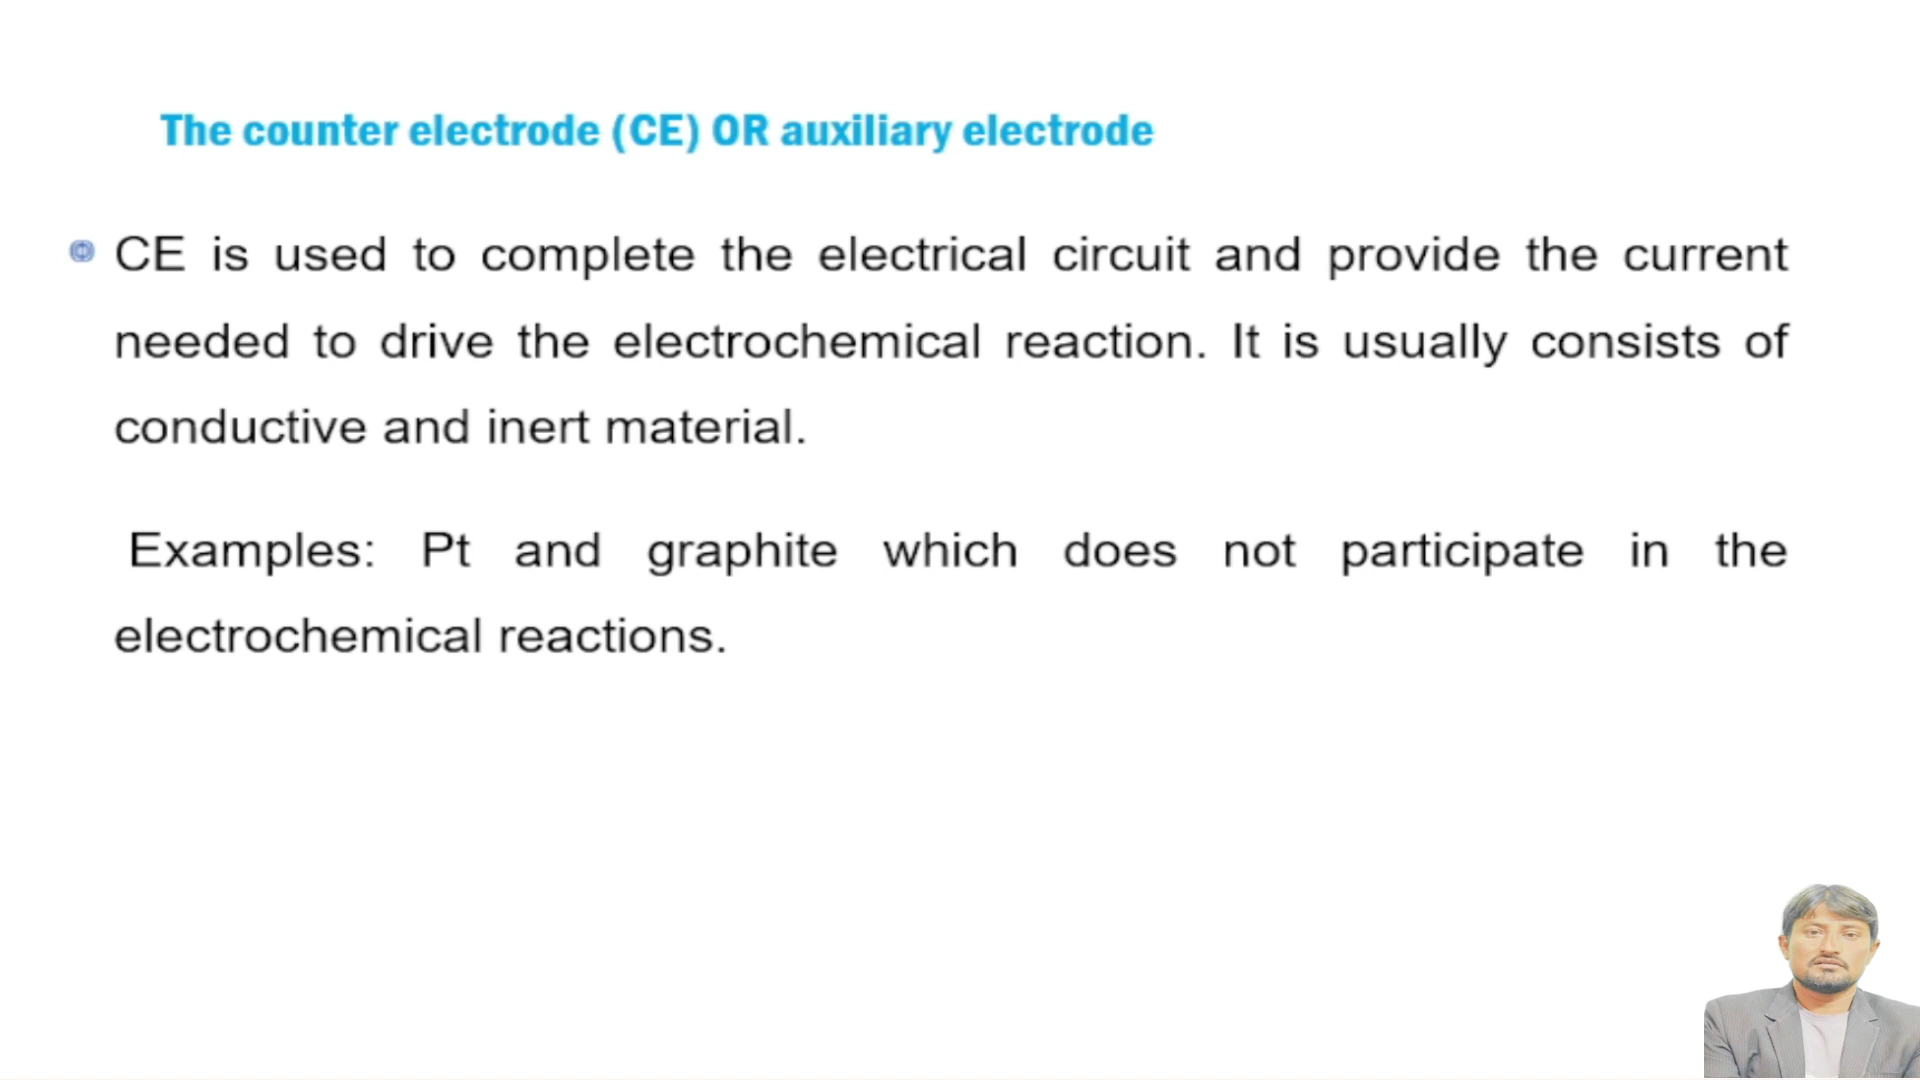 The counter electrode (CE) OR auxiliary electrode
CE is used to complete the electrical circuit and provide the current
needed to drive the electrochemical reaction. It is usually consists of
conductive and inert material.
Examples: Pt and graphite which does not participate in the
electrochemical reactions.